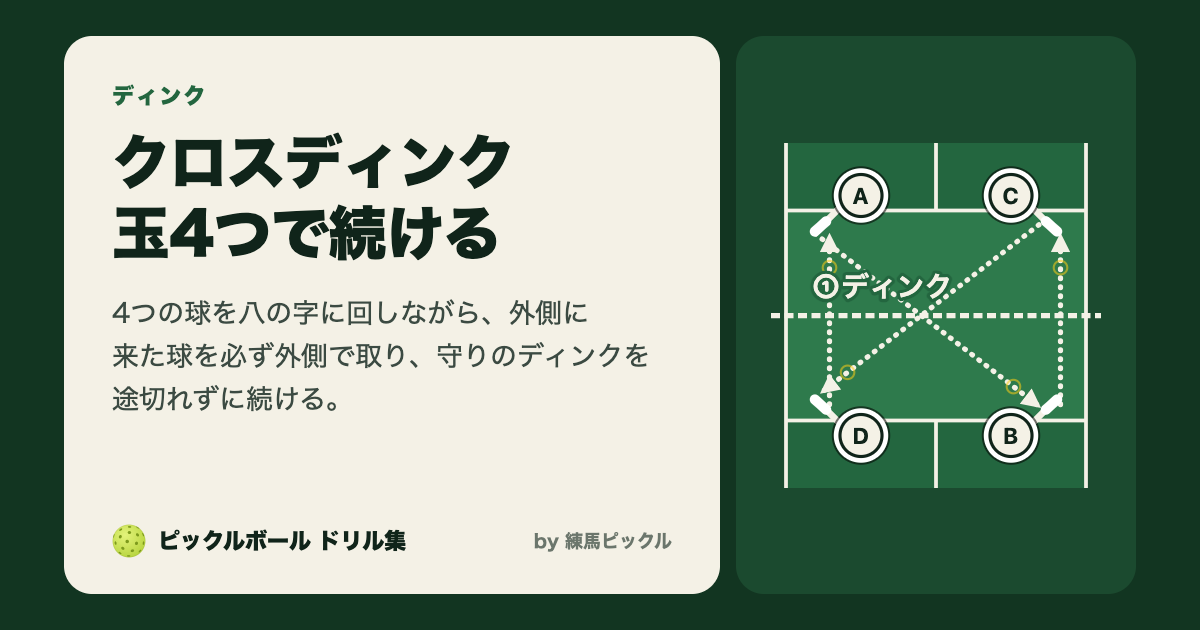 ディンク
クロスディンク
玉4つで続ける
4つの球を八の字に回しながら、外側に
来た球を必ず外側で取り、守りのディンクを
途切れずに続ける。
ピックルボール ドリル集
by 練馬ピックル
A
C
①ディンク
D
B